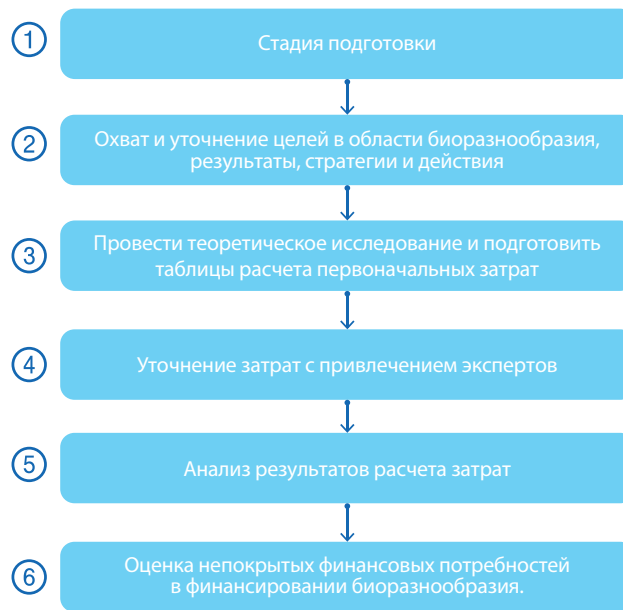 1
Стадия подготовки
2
Охват и уточнение целей в области биоразнообразия,
результаты, стратегии и действия
3
Провести теоретическое исследование и подготовить
таблицы расчета первоначальных затрат
4
Уточнение затрат с привлечением экспертов
5
Анализ результатов расчета затрат
6
Оценка непокрытых финансовых потребностей
в финансировании биоразнообразия.